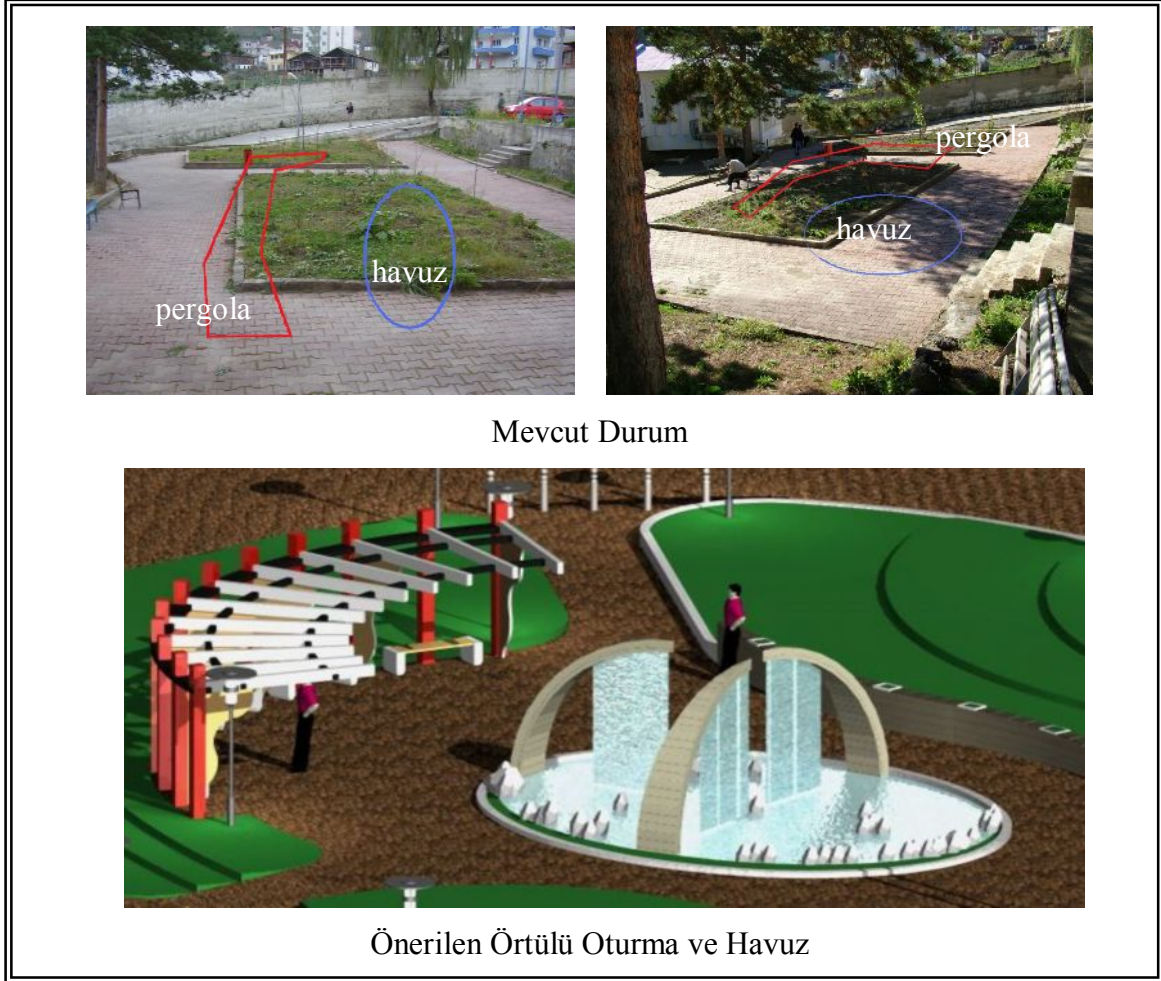 pergola
havuz
pergola
havuz
Mevcut Durum
Önerilen Örtülü Oturma ve Havuz